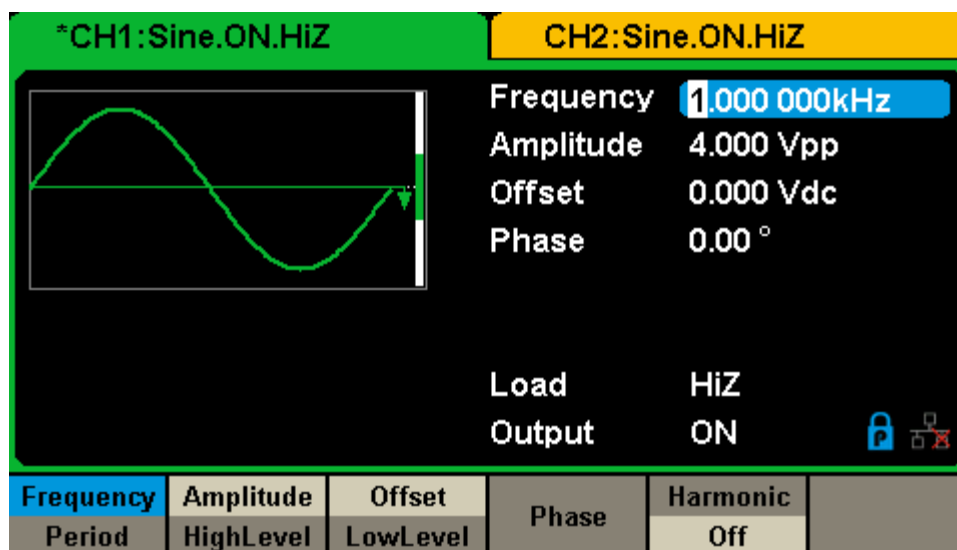 *CH1:Sine.ON.HiZ CH2:Sine.ON.HiZ
Frequency 1.000 000kHz
Amplitude 4.000 Vpp
Offset 0.000 Vdc
Phase 0.00 °
Load HiZ
Output ON
P
Frequency Amplitude Offset Phase Harmonic
Period HighLevel LowLevel Off